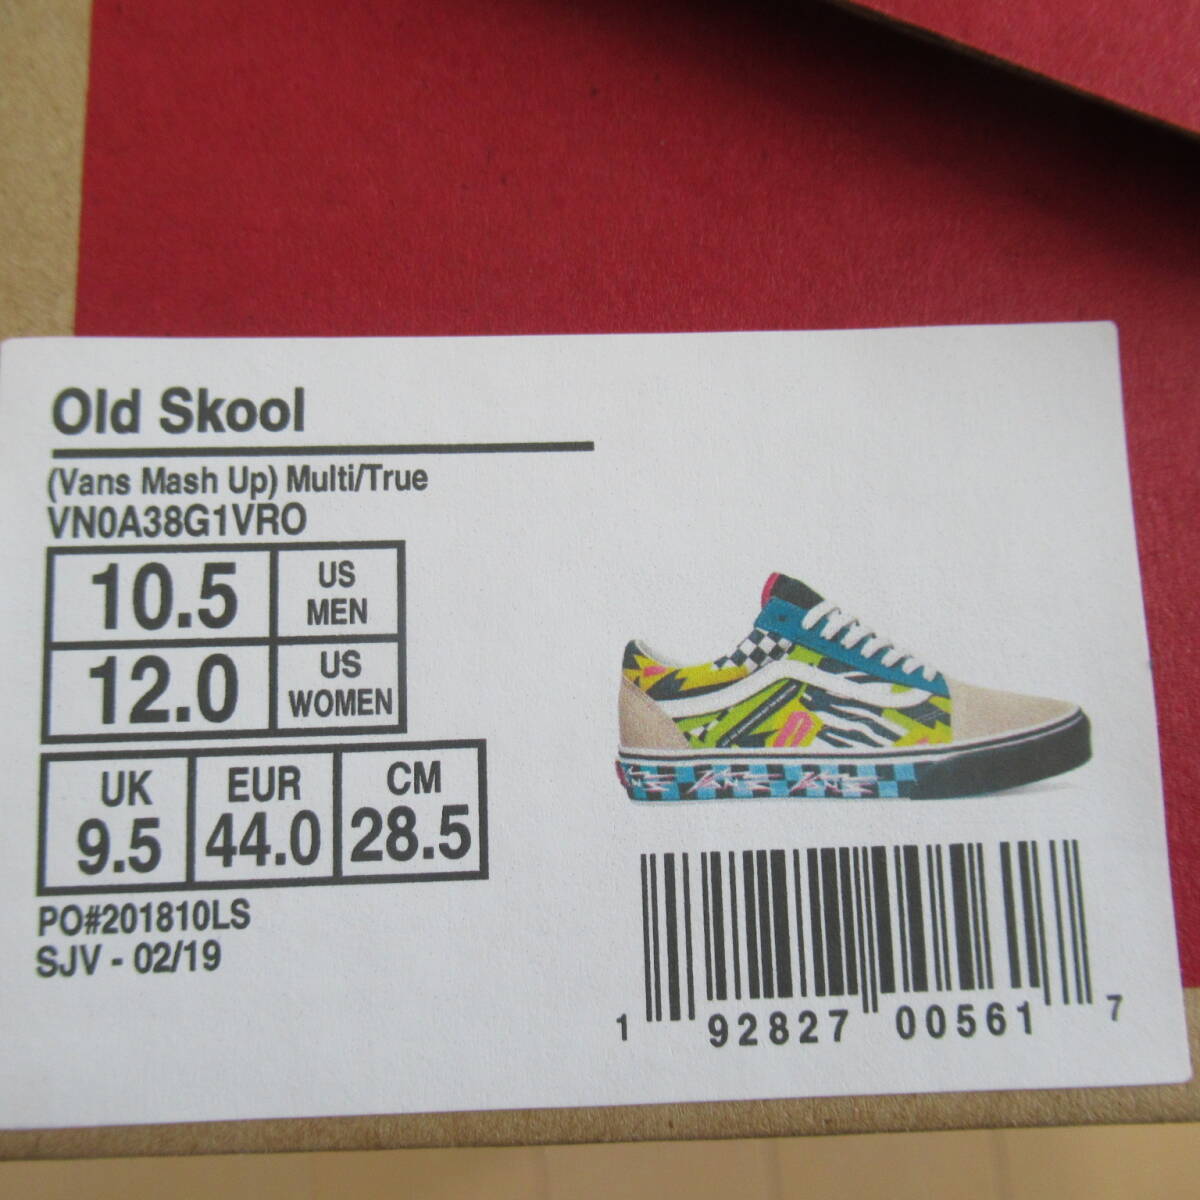 Old Skool
(Vans Mash Up) Multi/True
VN0A38G1VRO
10.5 US MEN
12.0 US WOMEN
UK EUR CM
9.5 44.0 28.5
PO#201810LS
SJV - 02/19
1 92827 00561 7